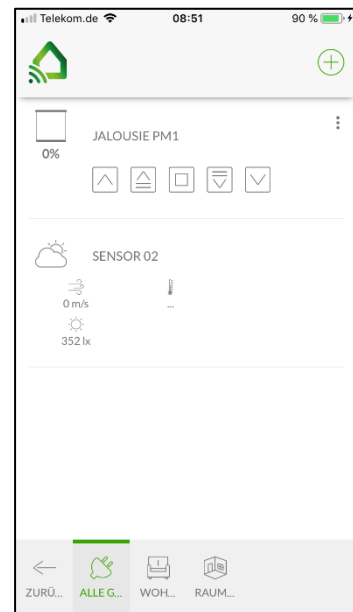 Telekom.de 08:51 90 %
JALOUSIE PM1
0%
SENSOR 02
0 m/s ...
352 lx
ZURÜ... ALLE G... WOH... RAUM...